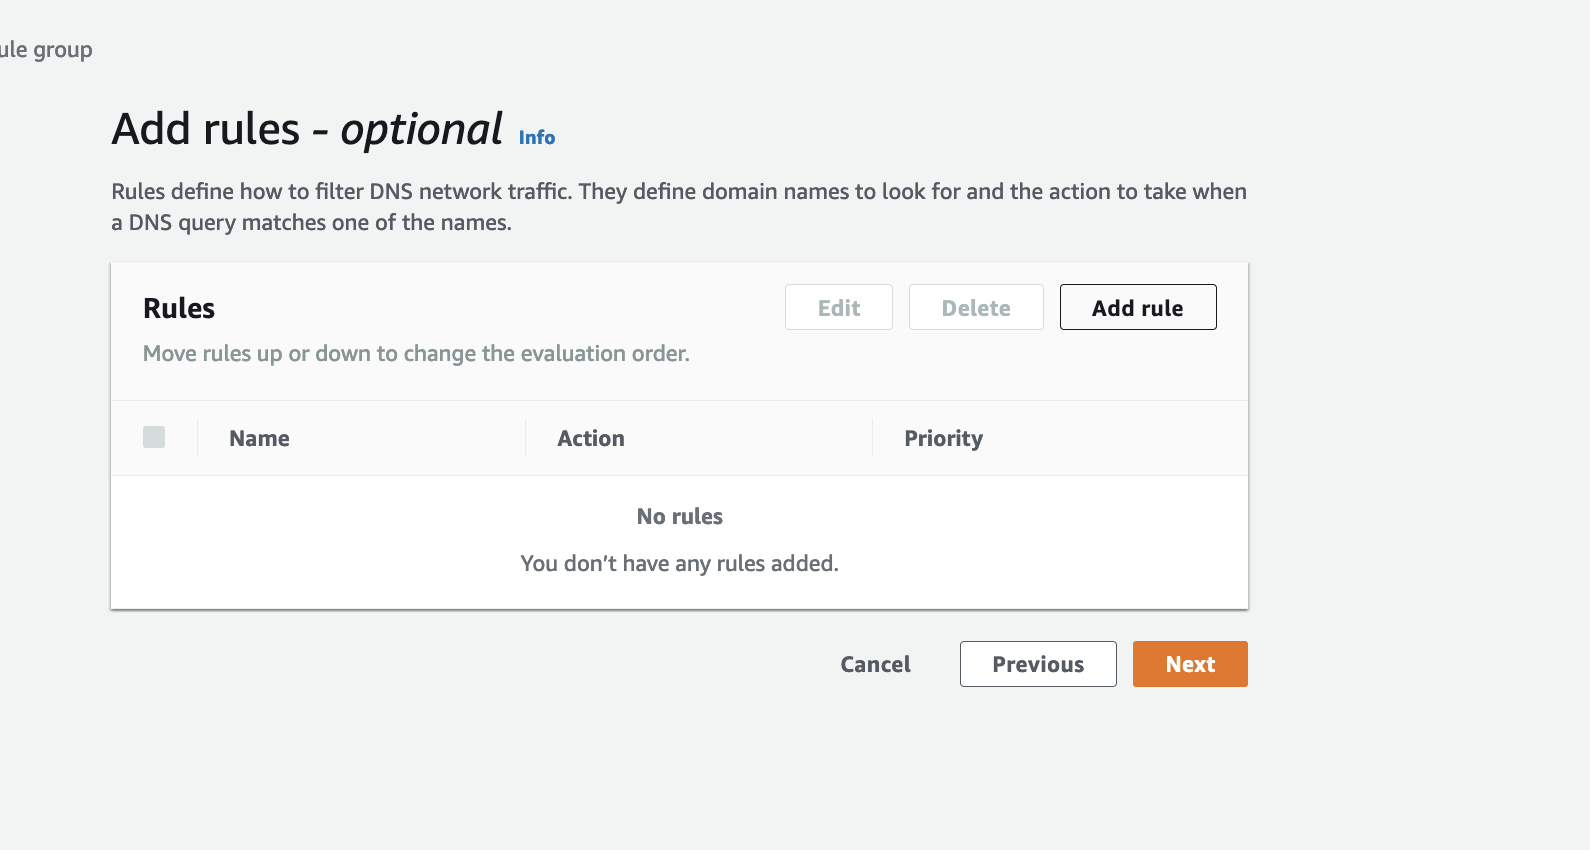 ule group
Add rules - optional Info
Rules define how to filter DNS network traffic. They define domain names to look for and the action to take when
a DNS query matches one of the names.
Rules
Edit Delete Add rule
Move rules up or down to change the evaluation order.
Name Action Priority
No rules
You don’t have any rules added.
Cancel Previous Next